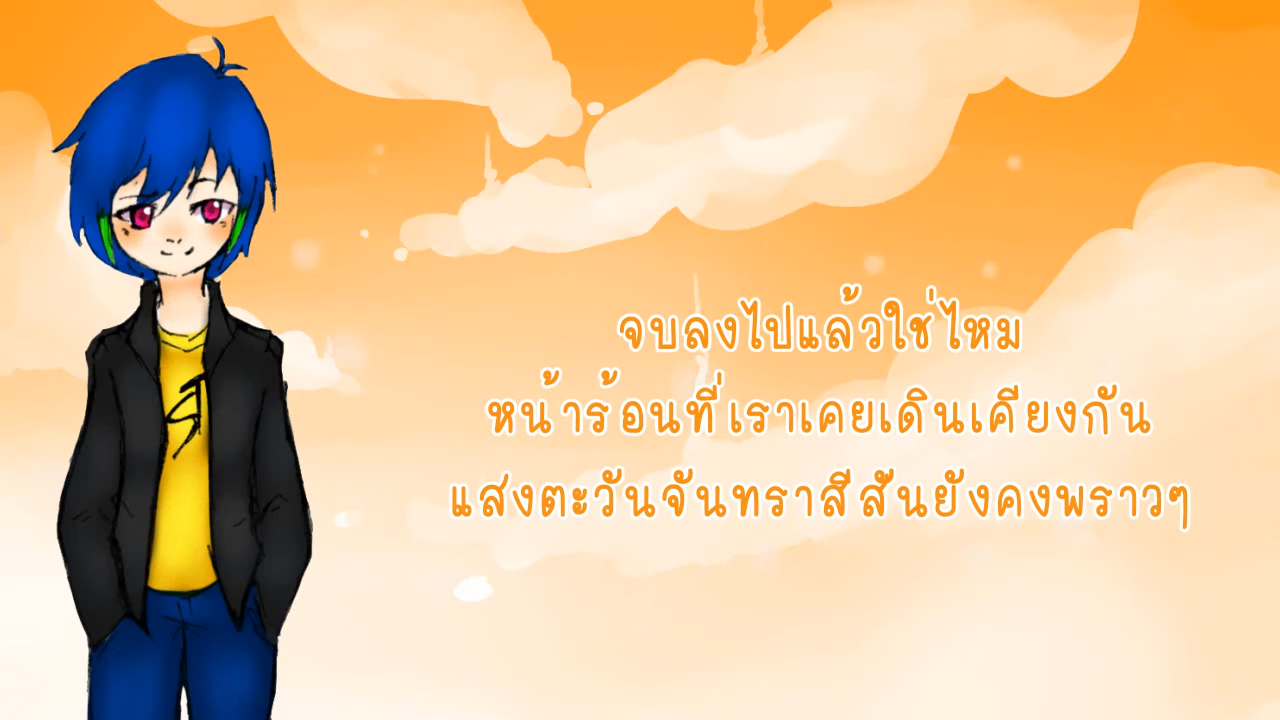 จบลงไปแล้วใช่ไหม
หน้าร้อนที่เราเคยเดินเคียงกัน
แสงตะวันจันทราสีสันยังคงพราวๆ